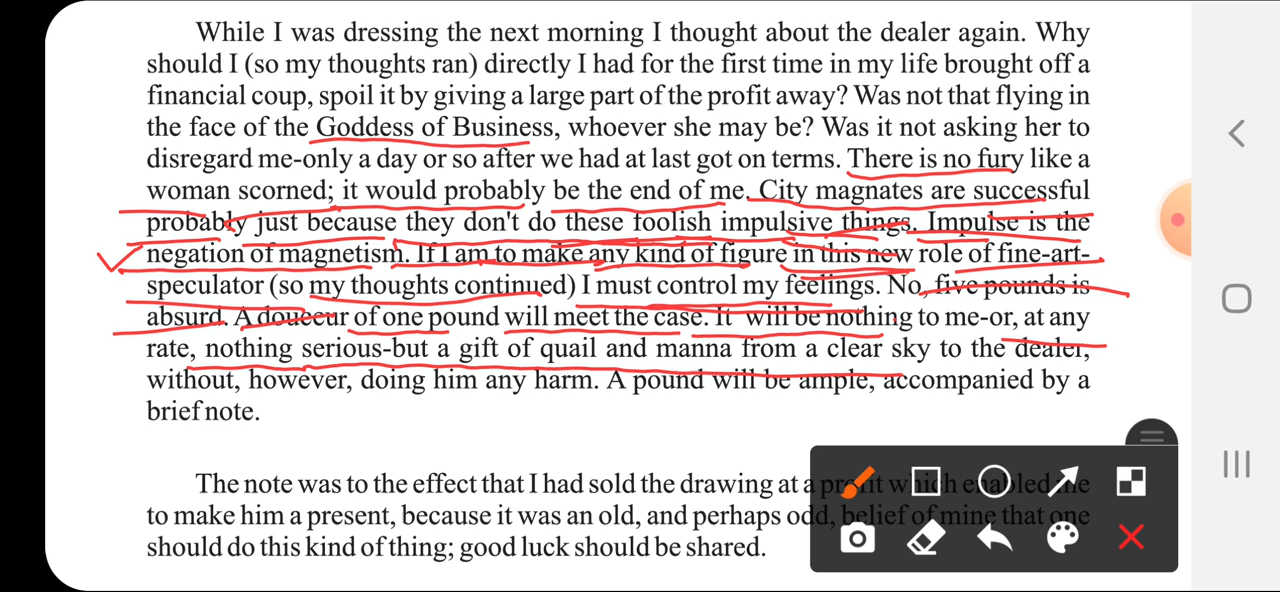 While I was dressing the next morning I thought about the dealer again. Why
should I (so my thoughts ran) directly I had for the first time in my life brought off a
financial coup, spoil it by giving a large part of the profit away? Was not that flying in
the face of the Goddess of Business, whoever she may be? Was it not asking her to
disregard me-only a day or so after we had at last got on terms. There is no fury like a
woman scorned; it would probably be the end of me. City magnates are successful
probably just because they don't do these foolish impulsive things. Impulse is the
negation of magnetism. If I am to make any kind of figure in this new role of fine-art-
speculator (so my thoughts continued) I must control my feelings. No, five pounds is
absurd. A douceur of one pound will meet the case. It will be nothing to me-or, at any
rate, nothing serious-but a gift of quail and manna from a clear sky to the dealer,
without, however, doing him any harm. A pound will be ample, accompanied by a
brief note.
The note was to the effect that I had sold the drawing at a profit which enabled me
to make him a present, because it was an old, and perhaps odd, belief of mine that one
should do this kind of thing; good luck should be shared.